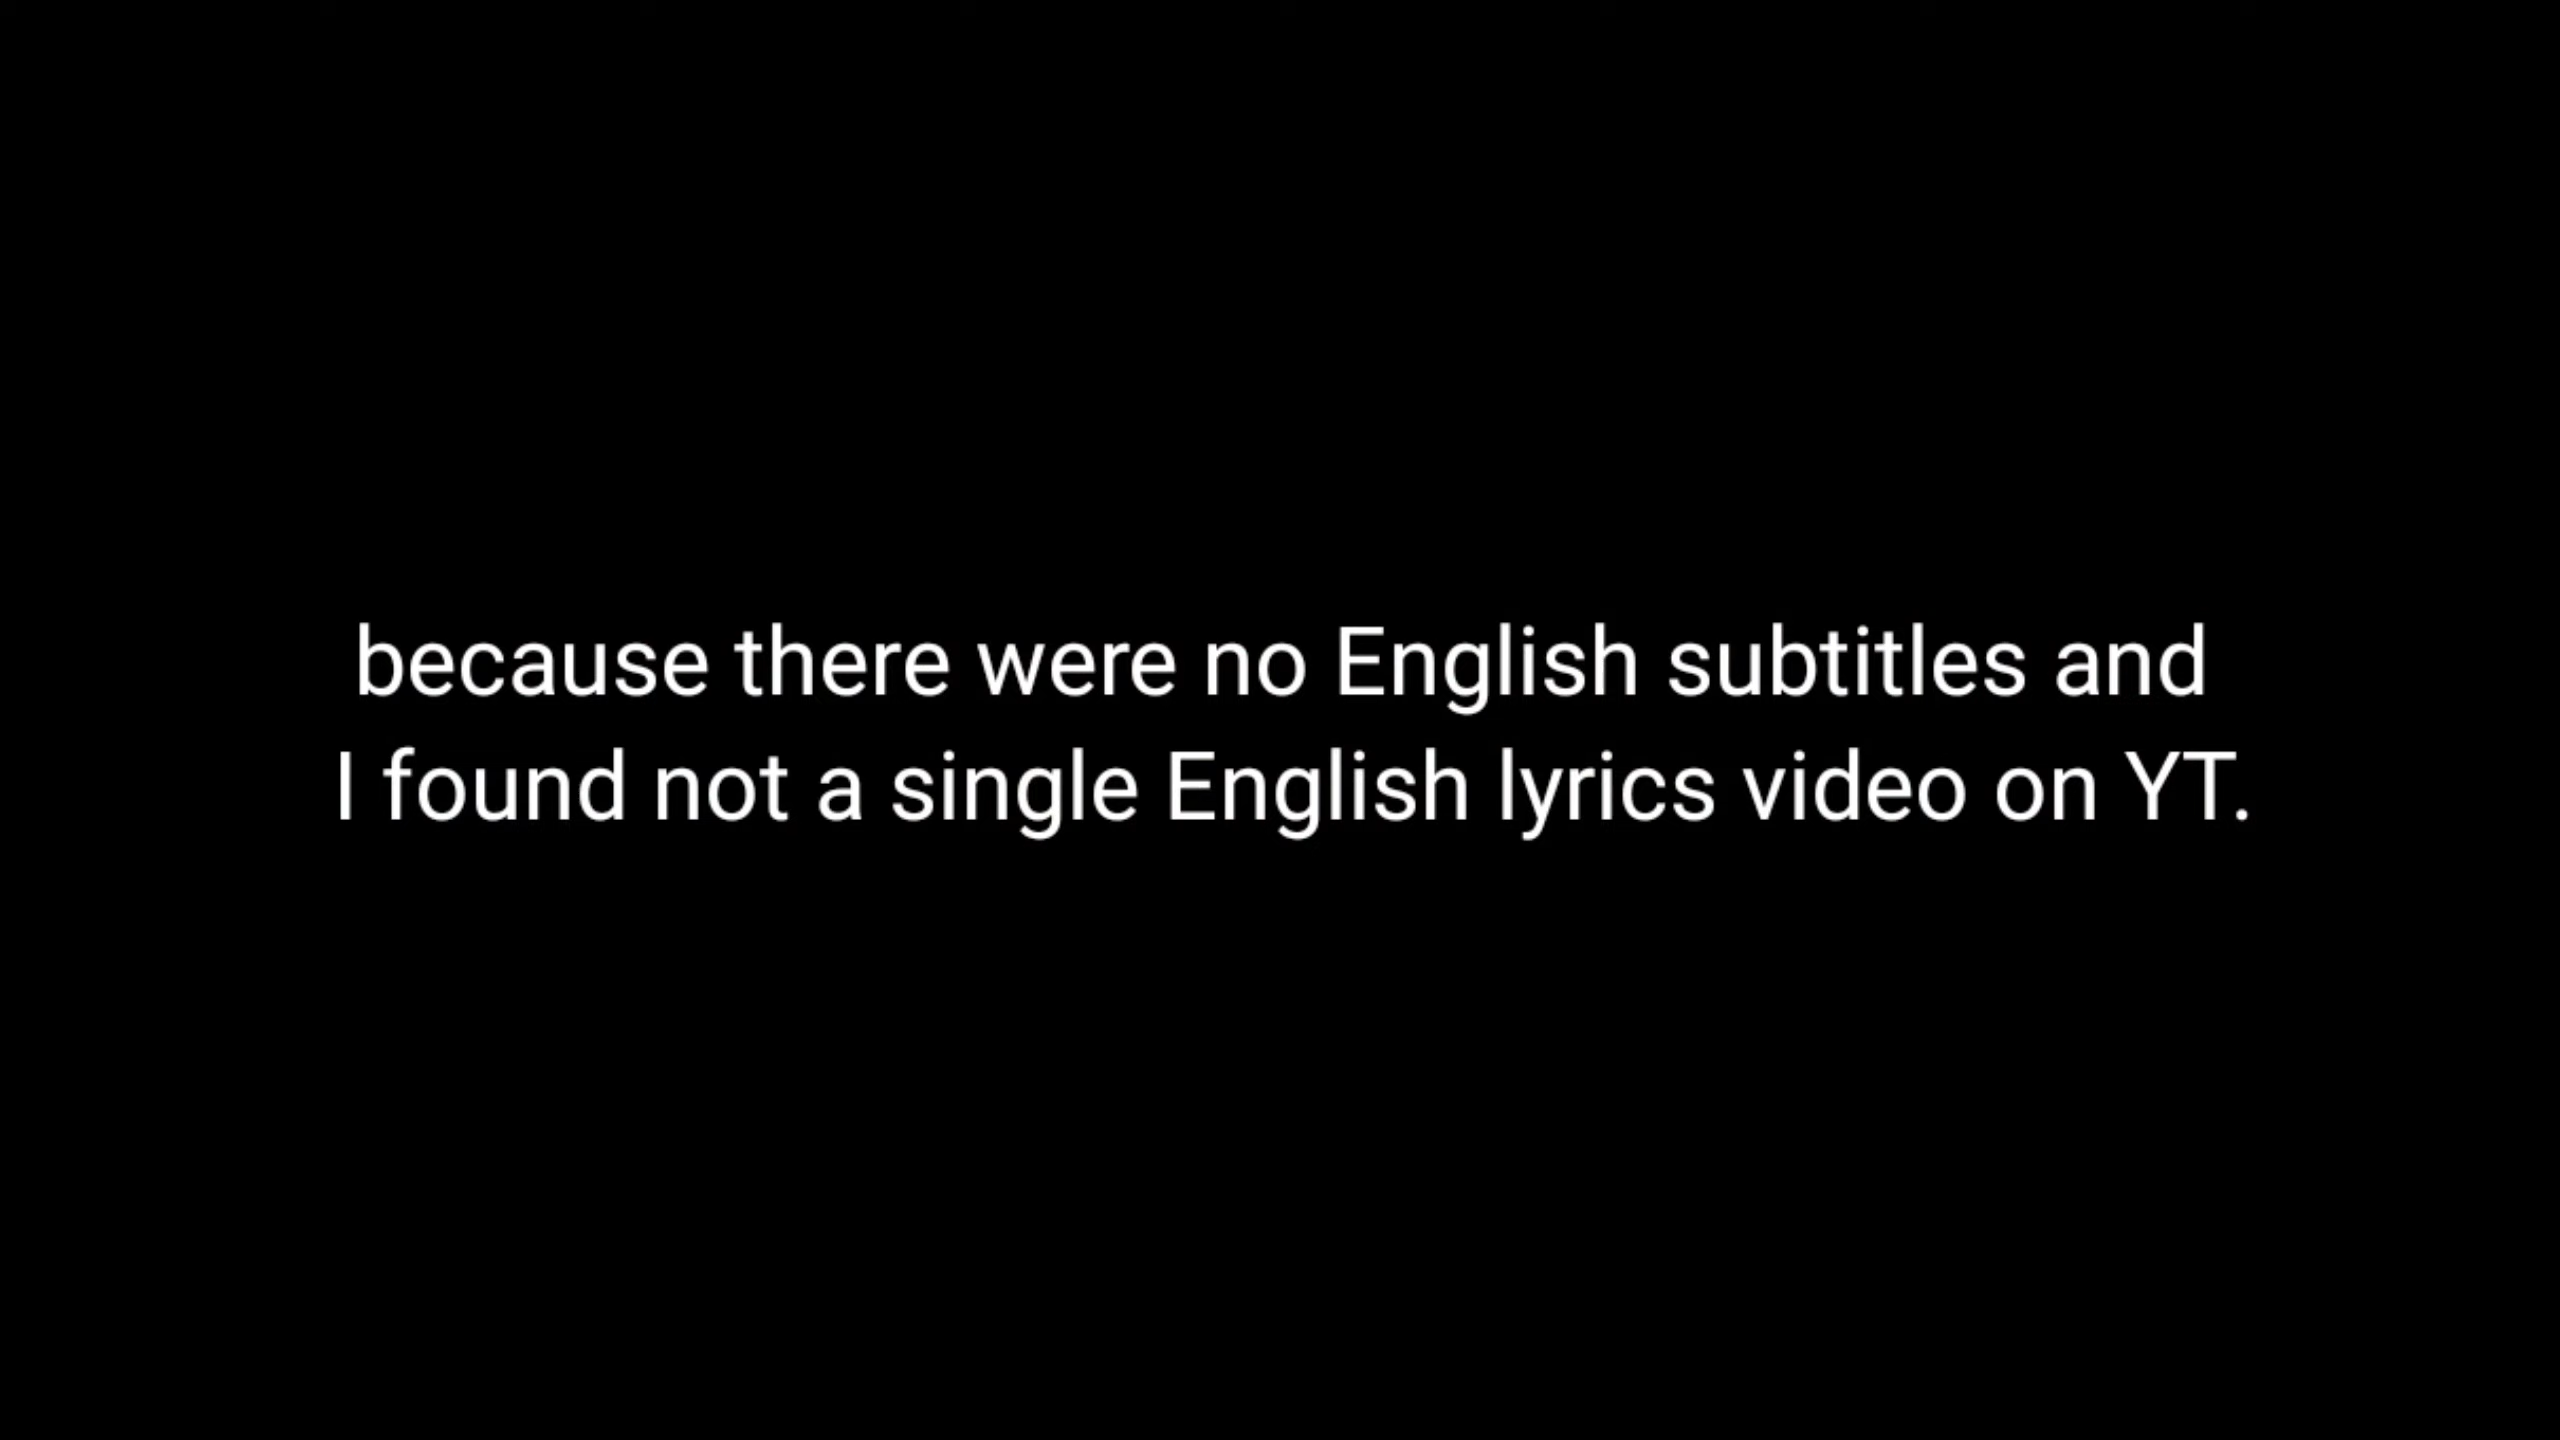 because there were no English subtitles and
I found not a single English lyrics video on YT.